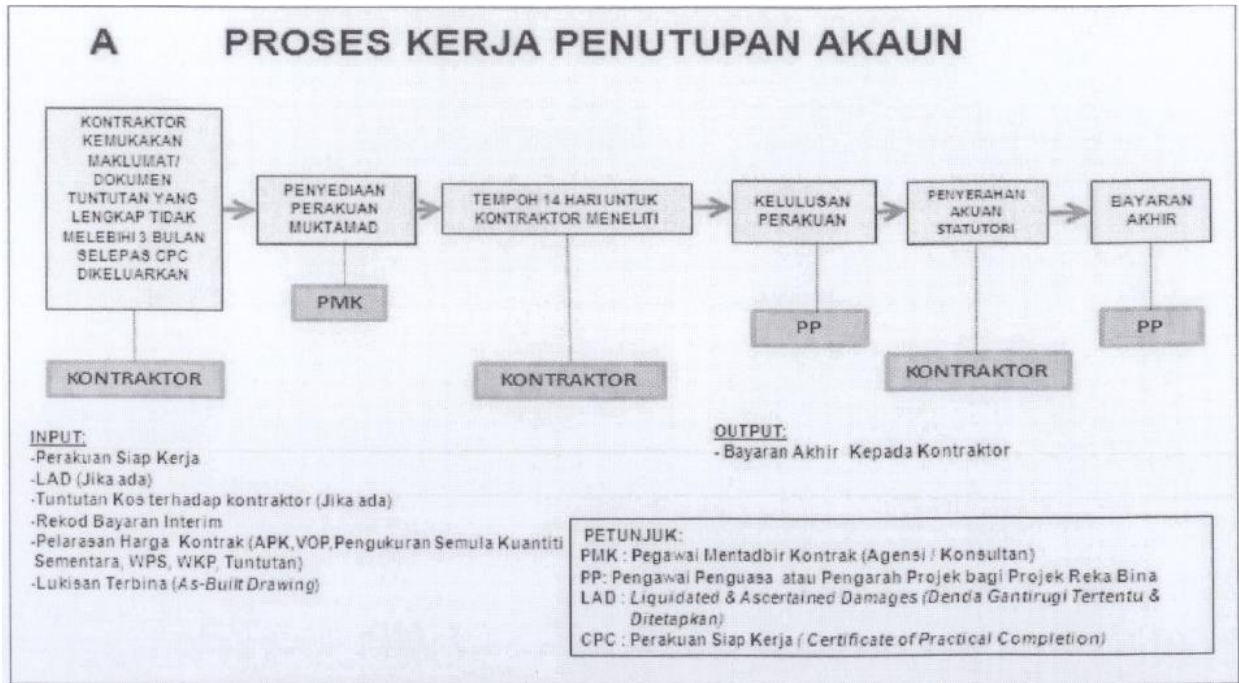 A PROSES KERJA PENUTUPAN AKAUN
KONTRAKTOR
KEMUKAKAN
MAKLUMAT/
DOKUMEN
TUNTUTAN YANG
LENGKAP TIDAK
MELEBIHI 3 BULAN
SELEPAS CPC
DIKELUARKAN
KONTRAKTOR
PENYEDIAAN
PERAKUAN
MUKTAMAD
PMK
TEMPOH 14 HARI UNTUK
KONTRAKTOR MENELITI
KONTRAKTOR
KELULUSAN
PERAKUAN
PP
PENYERAHAN
AKUAN
STATUTORI
KONTRAKTOR
BAYARAN
AKHIR
PP
INPUT:
-Perakuan Siap Kerja
-LAD (Jika ada)
-Tuntutan Kos terhadap kontraktor (Jika ada)
-Rekod Bayaran Interim
-Pelarasan Harga Kontrak (APK,VOP,Pengukuran Semula Kuantiti
Sementara, WPS, WKP, Tuntutan)
-Lukisan Terbina (As-Built Drawing)
OUTPUT:
- Bayaran Akhir Kepada Kontraktor
PETUNJUK:
PMK : Pegawai Mentadbir Kontrak (Agensi / Konsultan)
PP: Pengawai Penguasa atau Pengarah Projek bagi Projek Reka Bina
LAD : Liquidated & Ascertained Damages (Denda Gantirugi Tertentu &
Ditetapkan)
CPC : Perakuan Siap Kerja ( Certificate of Practical Completion)